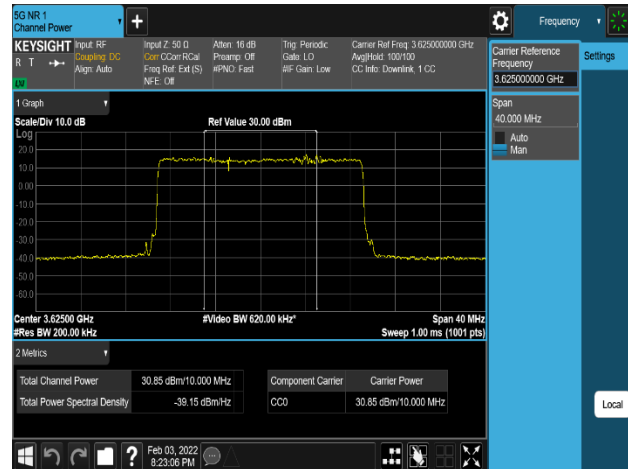 5G NR 1
Channel Power
Frequency
KEYSIGHT
R T
LXI
Input: RF
Coupling: DC
Align: Auto
Input Z: 50 Ω
Corr CCorr RCal
Freq Ref: Ext (S)
NFE: Off
Atten: 16 dB
Preamp: Off
#PNO: Fast
Trig: Periodic
Gate: LO
#IF Gain: Low
Carrier Ref Freq: 3.625000000 GHz
Avg|Hold: 100/100
CC Info: Downlink, 1 CC
Carrier Reference
Frequency
3.625000000 GHz
Settings
Span
40.000 MHz
Auto
Man
1 Graph
Scale/Div 10.0 dB
Ref Value 30.00 dBm
Log
20.0
10.0
0.00
-10.0
-20.0
-30.0
-40.0
-50.0
-60.0
Center 3.62500 GHz
#Video BW 620.00 kHz*
Span 40 MHz
#Res BW 200.00 kHz
Sweep 1.00 ms (1001 pts)
2 Metrics
Total Channel Power 30.85 dBm/10.000 MHz
Total Power Spectral Density -39.15 dBm/Hz
Component Carrier Carrier Power
CC0 30.85 dBm/10.000 MHz
Local
?
Feb 03, 2022
8:23:06 PM